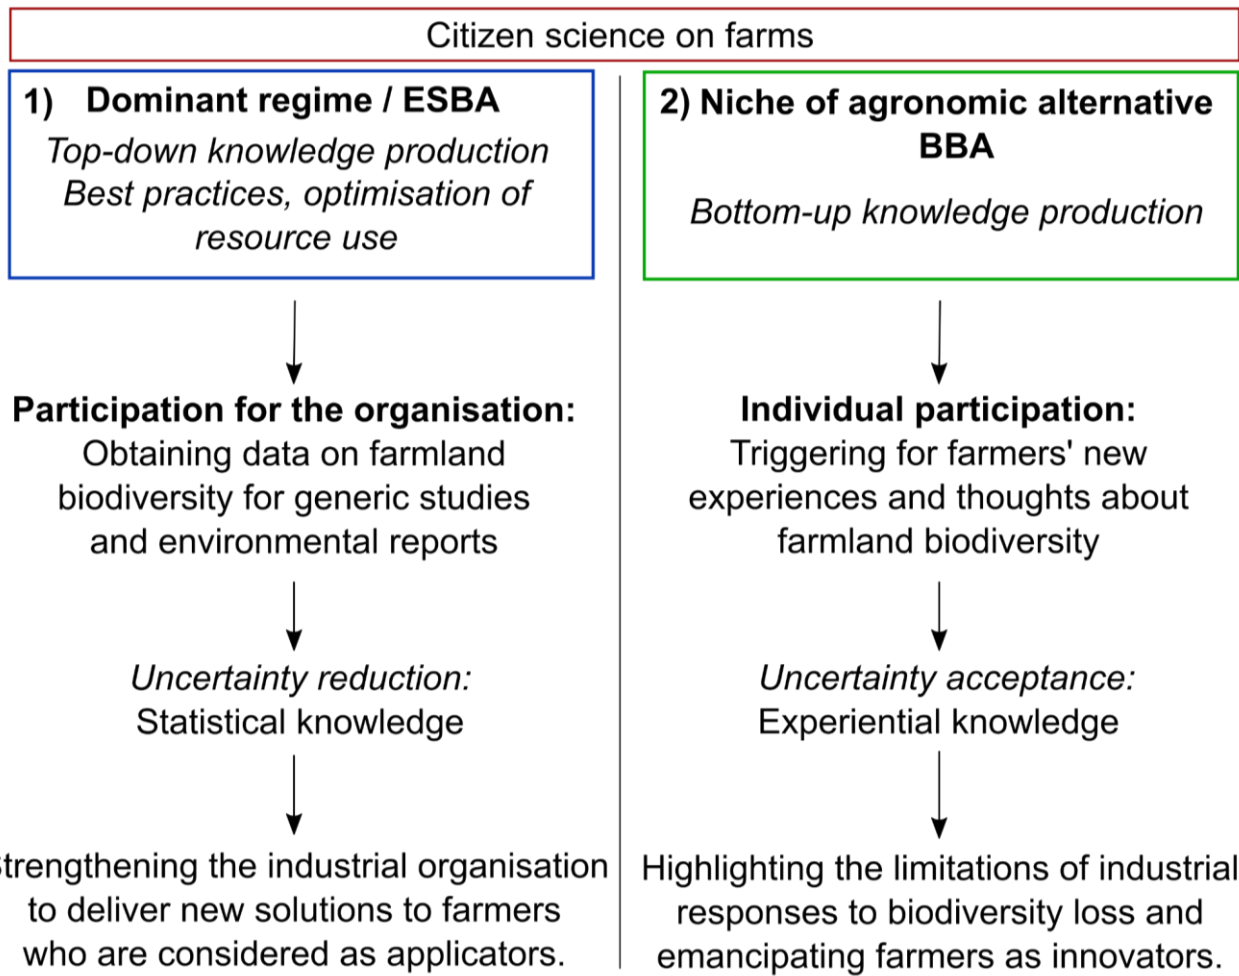 Citizen science on farms
1) Dominant regime / ESBA
Top-down knowledge production
Best practices, optimisation of
resource use
Participation for the organisation:
Obtaining data on farmland
biodiversity for generic studies
and environmental reports
Uncertainty reduction:
Statistical knowledge
trengthening the industrial organisation
to deliver new solutions to farmers
who are considered as applicators.
2) Niche of agronomic alternative
BBA
Bottom-up knowledge production
Individual participation:
Triggering for farmers' new
experiences and thoughts about
farmland biodiversity
Uncertainty acceptance:
Experiential knowledge
Highlighting the limitations of industrial
responses to biodiversity loss and
emancipating farmers as innovators.